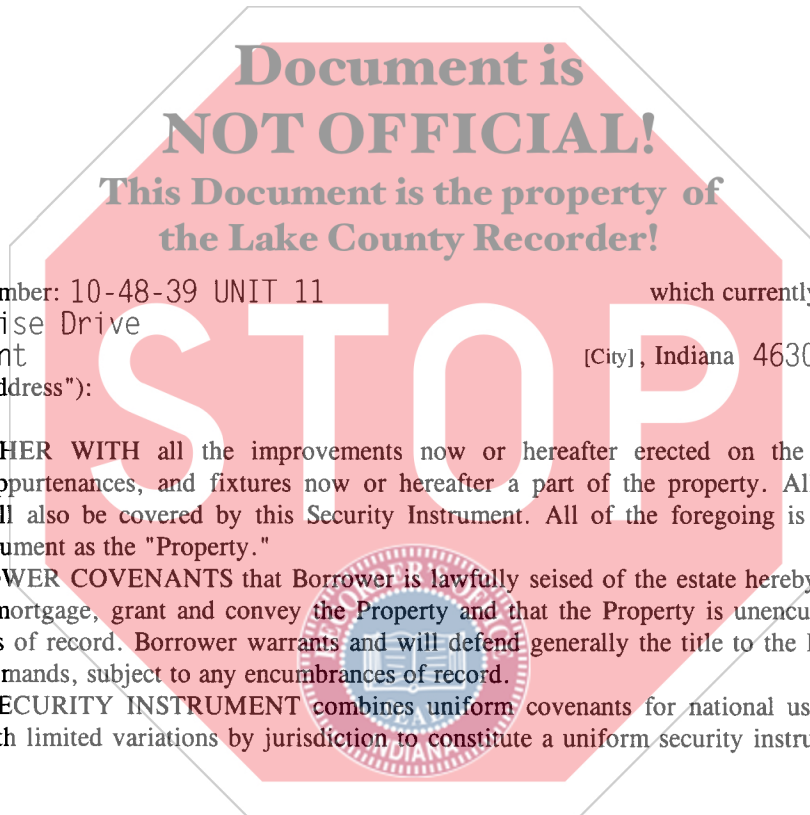 Document is
NOT OFFICIAL!
This Document is the property of
the Lake County Recorder!
mber: 10-48-39 UNIT 11 which currently
ise Drive
nt [City], Indiana 4630
ddress"):
STOP
HER WITH all the improvements now or hereafter erected on the
ppurtenances, and fixtures now or hereafter a part of the property. Al
ll also be covered by this Security Instrument. All of the foregoing is
ument as the "Property."
WER COVENANTS that Borrower is lawfully seised of the estate hereby
mortgage, grant and convey the Property and that the Property is unencu
s of record. Borrower warrants and will defend generally the title to the
mands, subject to any encumbrances of record.
ECURITY INSTRUMENT combines uniform covenants for national us
th limited variations by jurisdiction to constitute a uniform security instru
SEAL
INDIANA